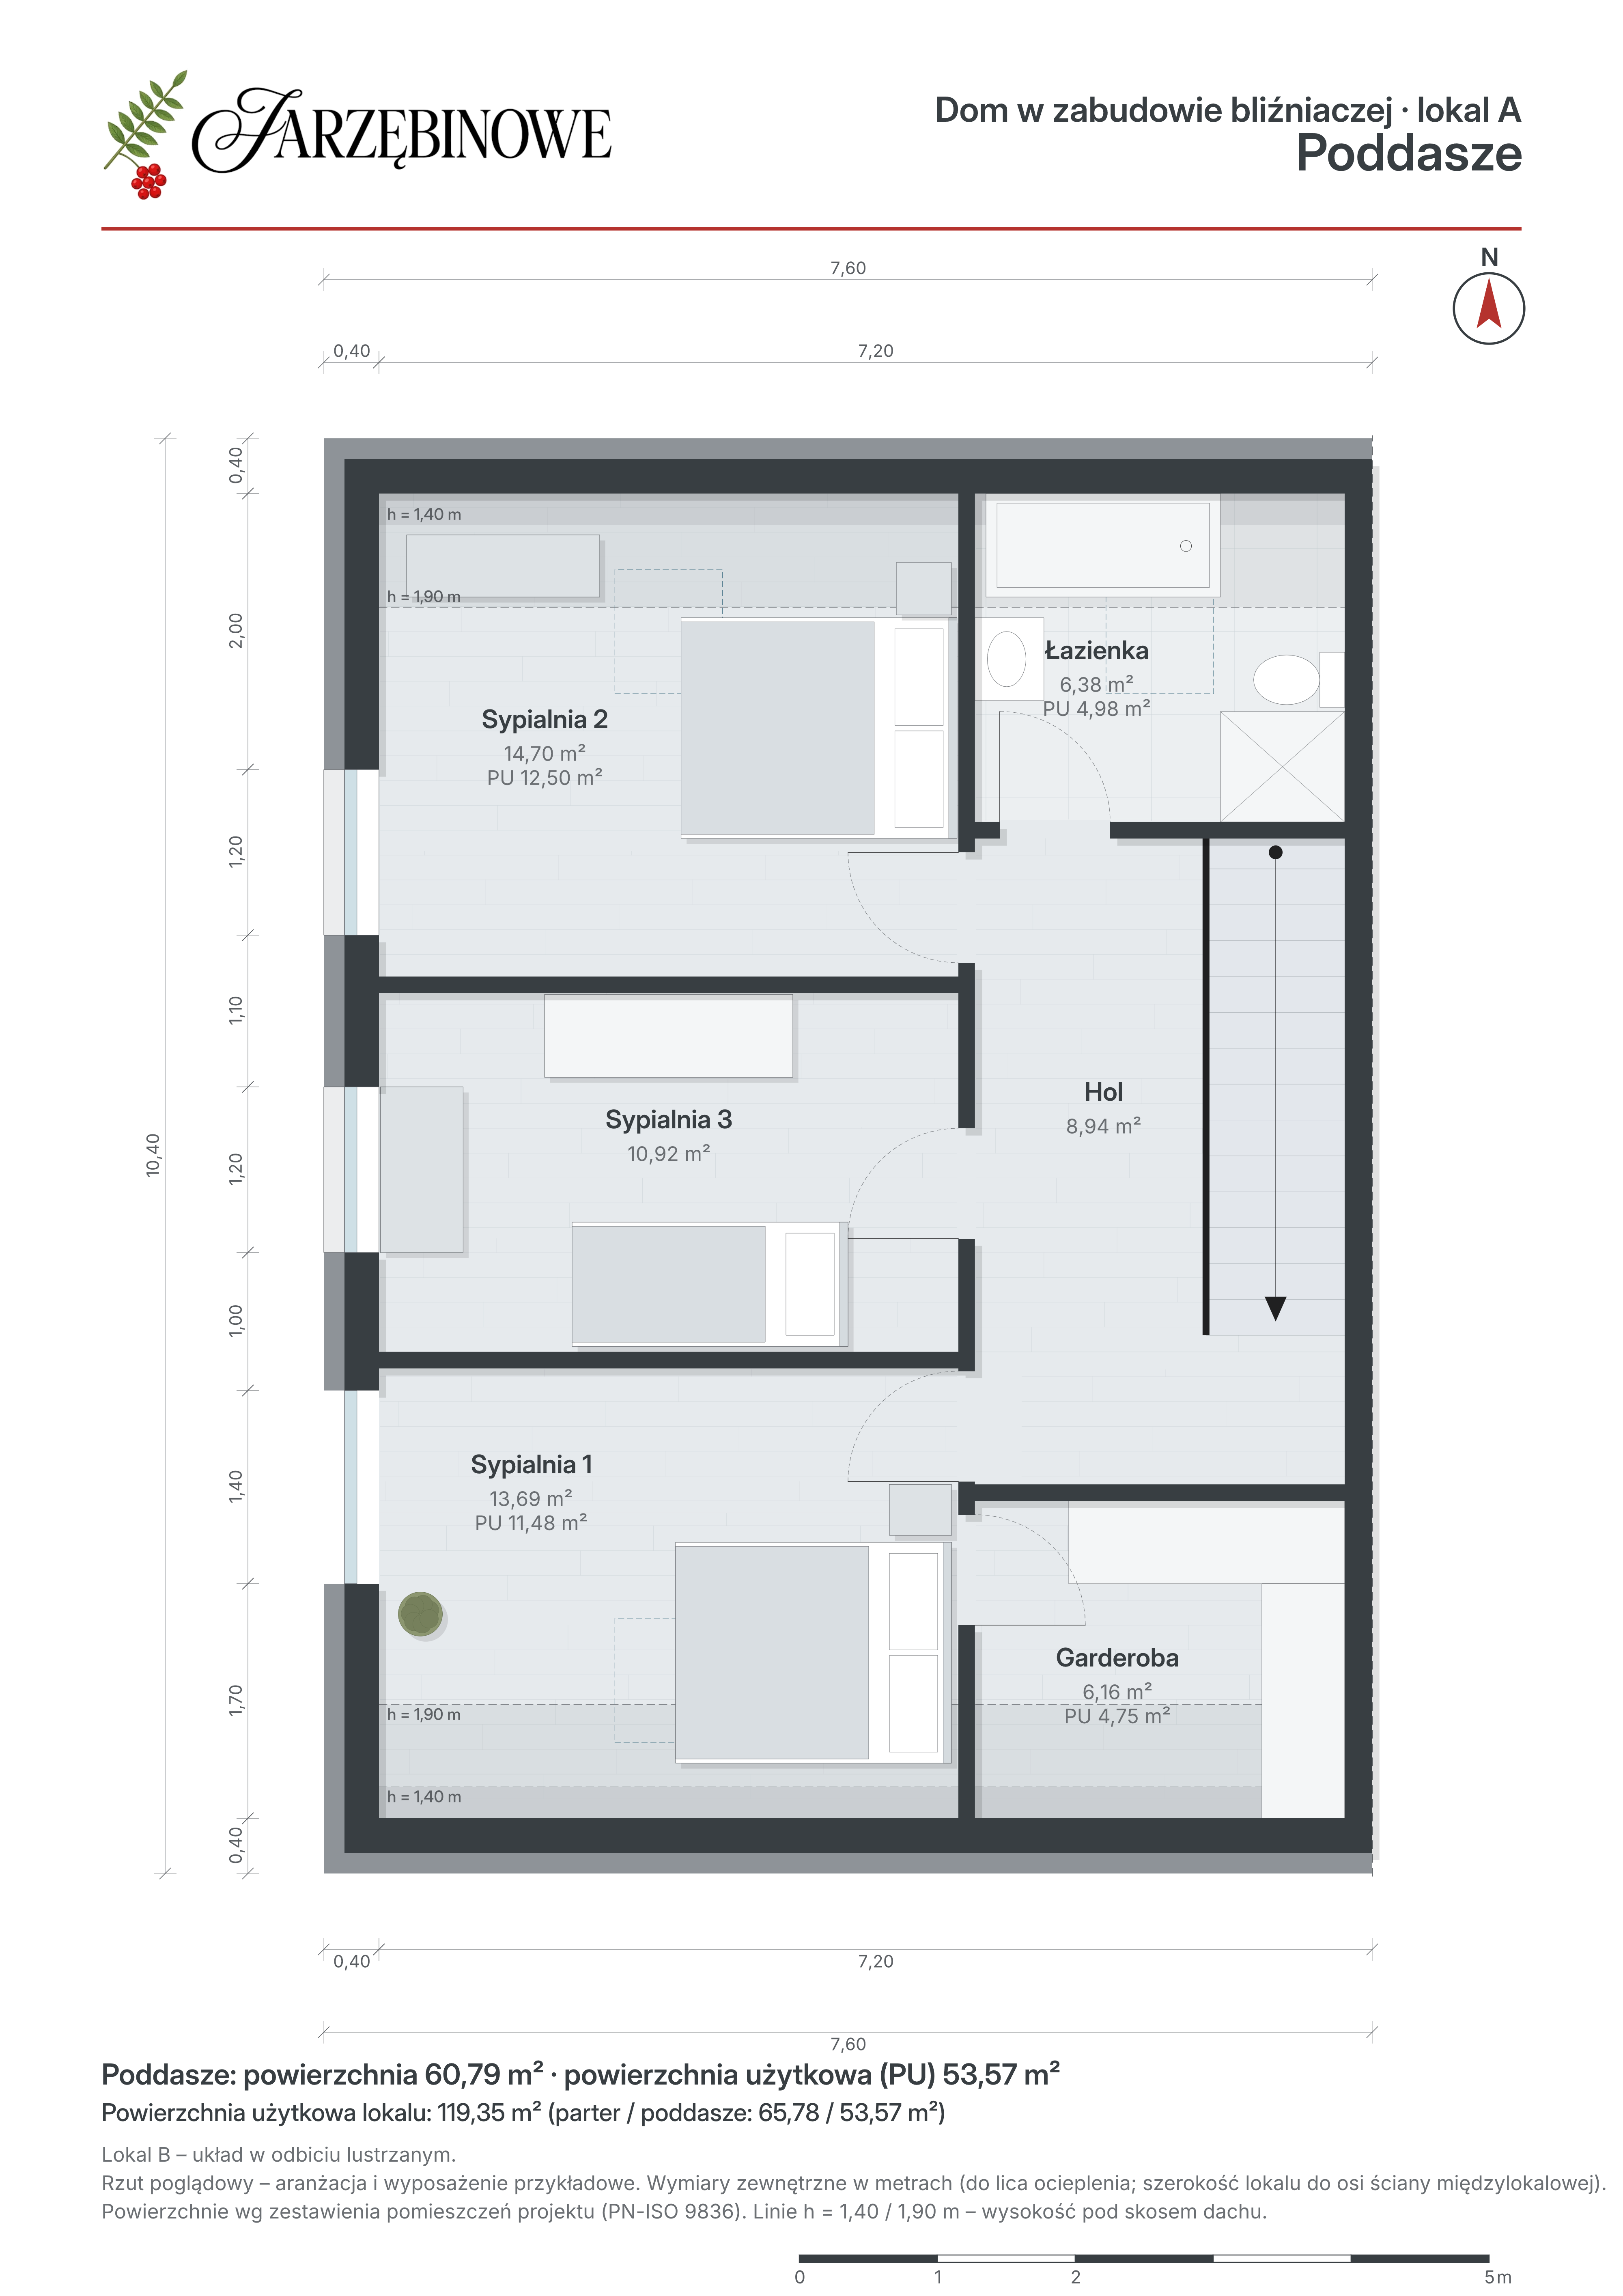 JARZĘBINOWE
Dom w zabudowie bliźniaczej · lokal A
Poddasze
N
7,60
0,40
7,20
0,40
2,00
1,20
1,10
1,20
1,00
1,40
1,70
0,40
10,40
h = 1,40 m
h = 1,90 m
Sypialnia 2
14,70 m²
PU 12,50 m²
Łazienka
6,38 m²
PU 4,98 m²
Sypialnia 3
10,92 m²
Hol
8,94 m²
Sypialnia 1
13,69 m²
PU 11,48 m²
Garderoba
6,16 m²
PU 4,75 m²
h = 1,90 m
h = 1,40 m
0,40
7,20
7,60
Poddasze: powierzchnia 60,79 m² · powierzchnia użytkowa (PU) 53,57 m²
Powierzchnia użytkowa lokalu: 119,35 m² (parter / poddasze: 65,78 / 53,57 m²)
Lokal B – układ w odbiciu lustrzanym.
Rzut poglądowy – aranżacja i wyposażenie przykładowe. Wymiary zewnętrzne w metrach (do lica ocieplenia; szerokość lokalu do osi ściany międzylokalowej).
Powierzchnie wg zestawienia pomieszczeń projektu (PN-ISO 9836). Linie h = 1,40 / 1,90 m – wysokość pod skosem dachu.
0 1 2 5 m